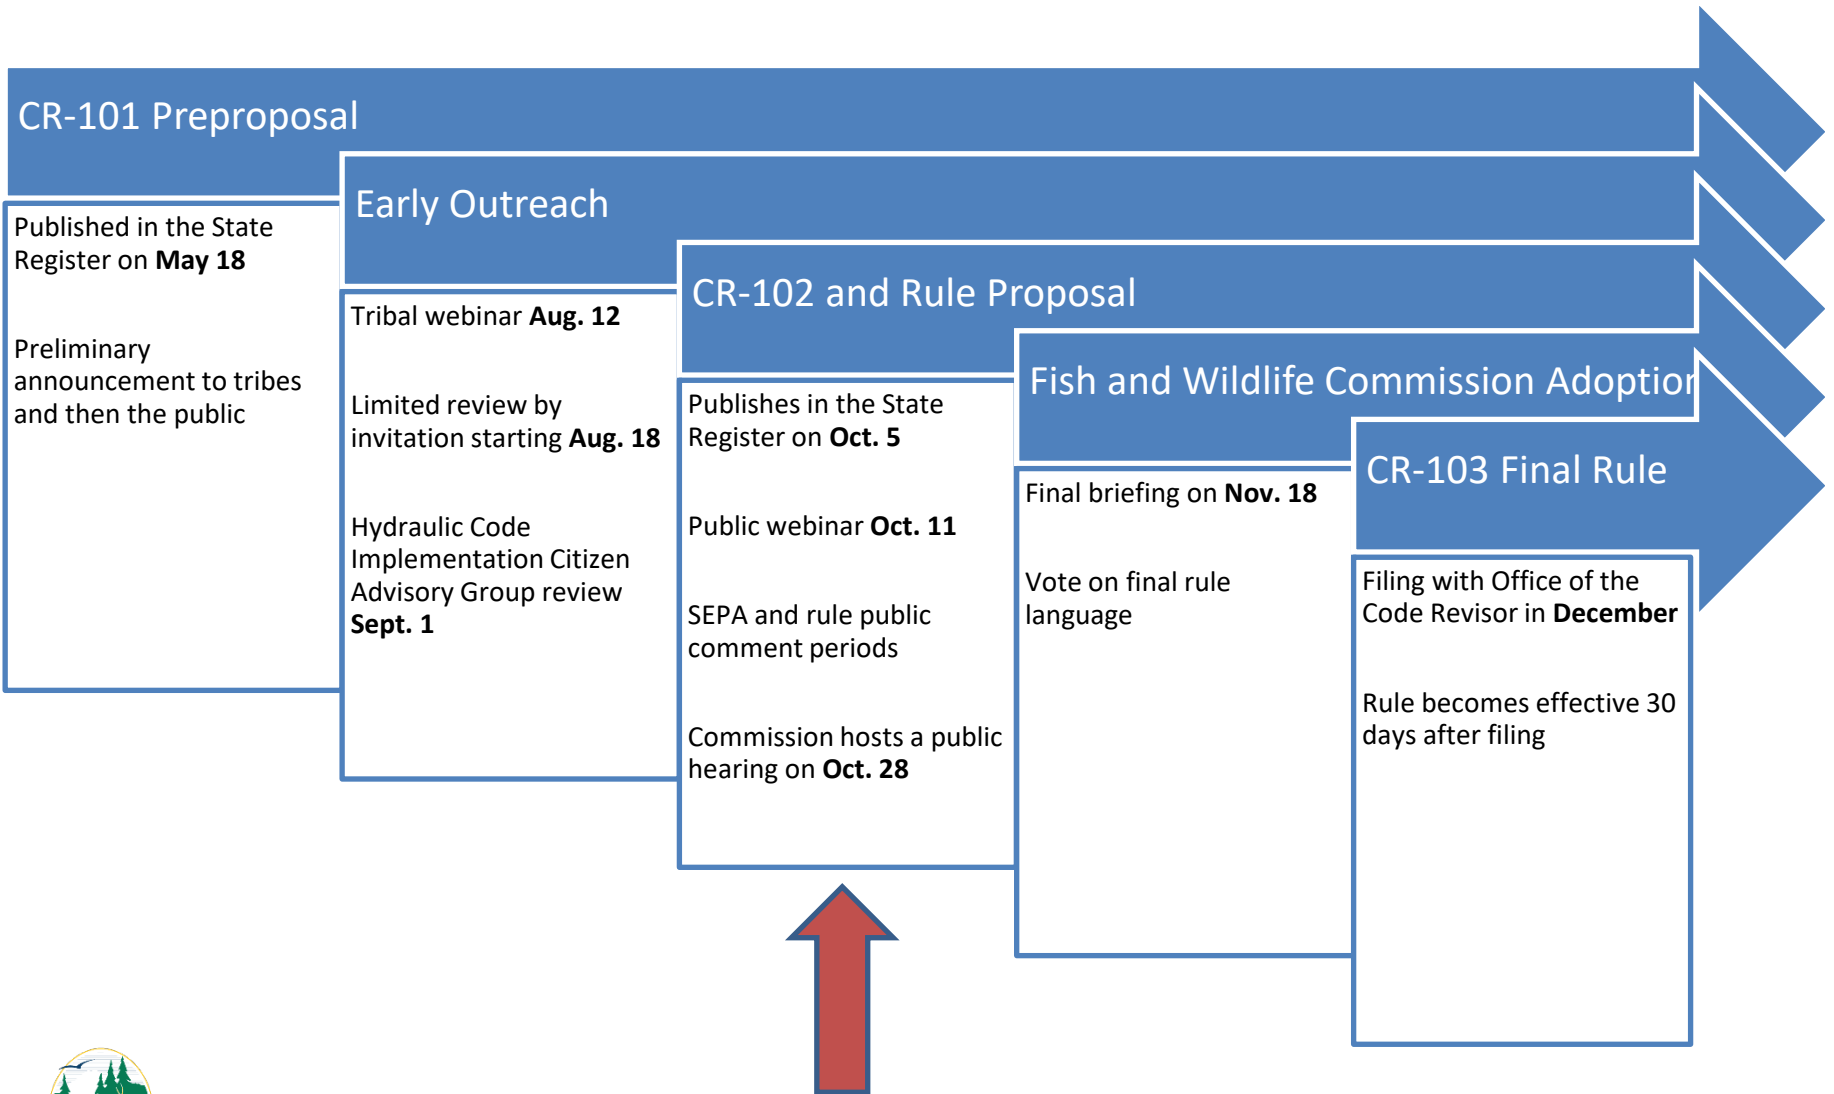 CR-101 Preproposal
Published in the State
Register on May 18
Preliminary
announcement to tribes
and then the public
Early Outreach
Tribal webinar Aug. 12
Limited review by
invitation starting Aug. 18
Hydraulic Code
Implementation Citizen
Advisory Group review
Sept. 1
CR-102 and Rule Proposal
Publishes in the State
Register on Oct. 5
Public webinar Oct. 11
SEPA and rule public
comment periods
Commission hosts a public
hearing on Oct. 28
Fish and Wildlife Commission Adoption
Final briefing on Nov. 18
Vote on final rule
language
CR-103 Final Rule
Filing with Office of the
Code Revisor in December
Rule becomes effective 30
days after filing